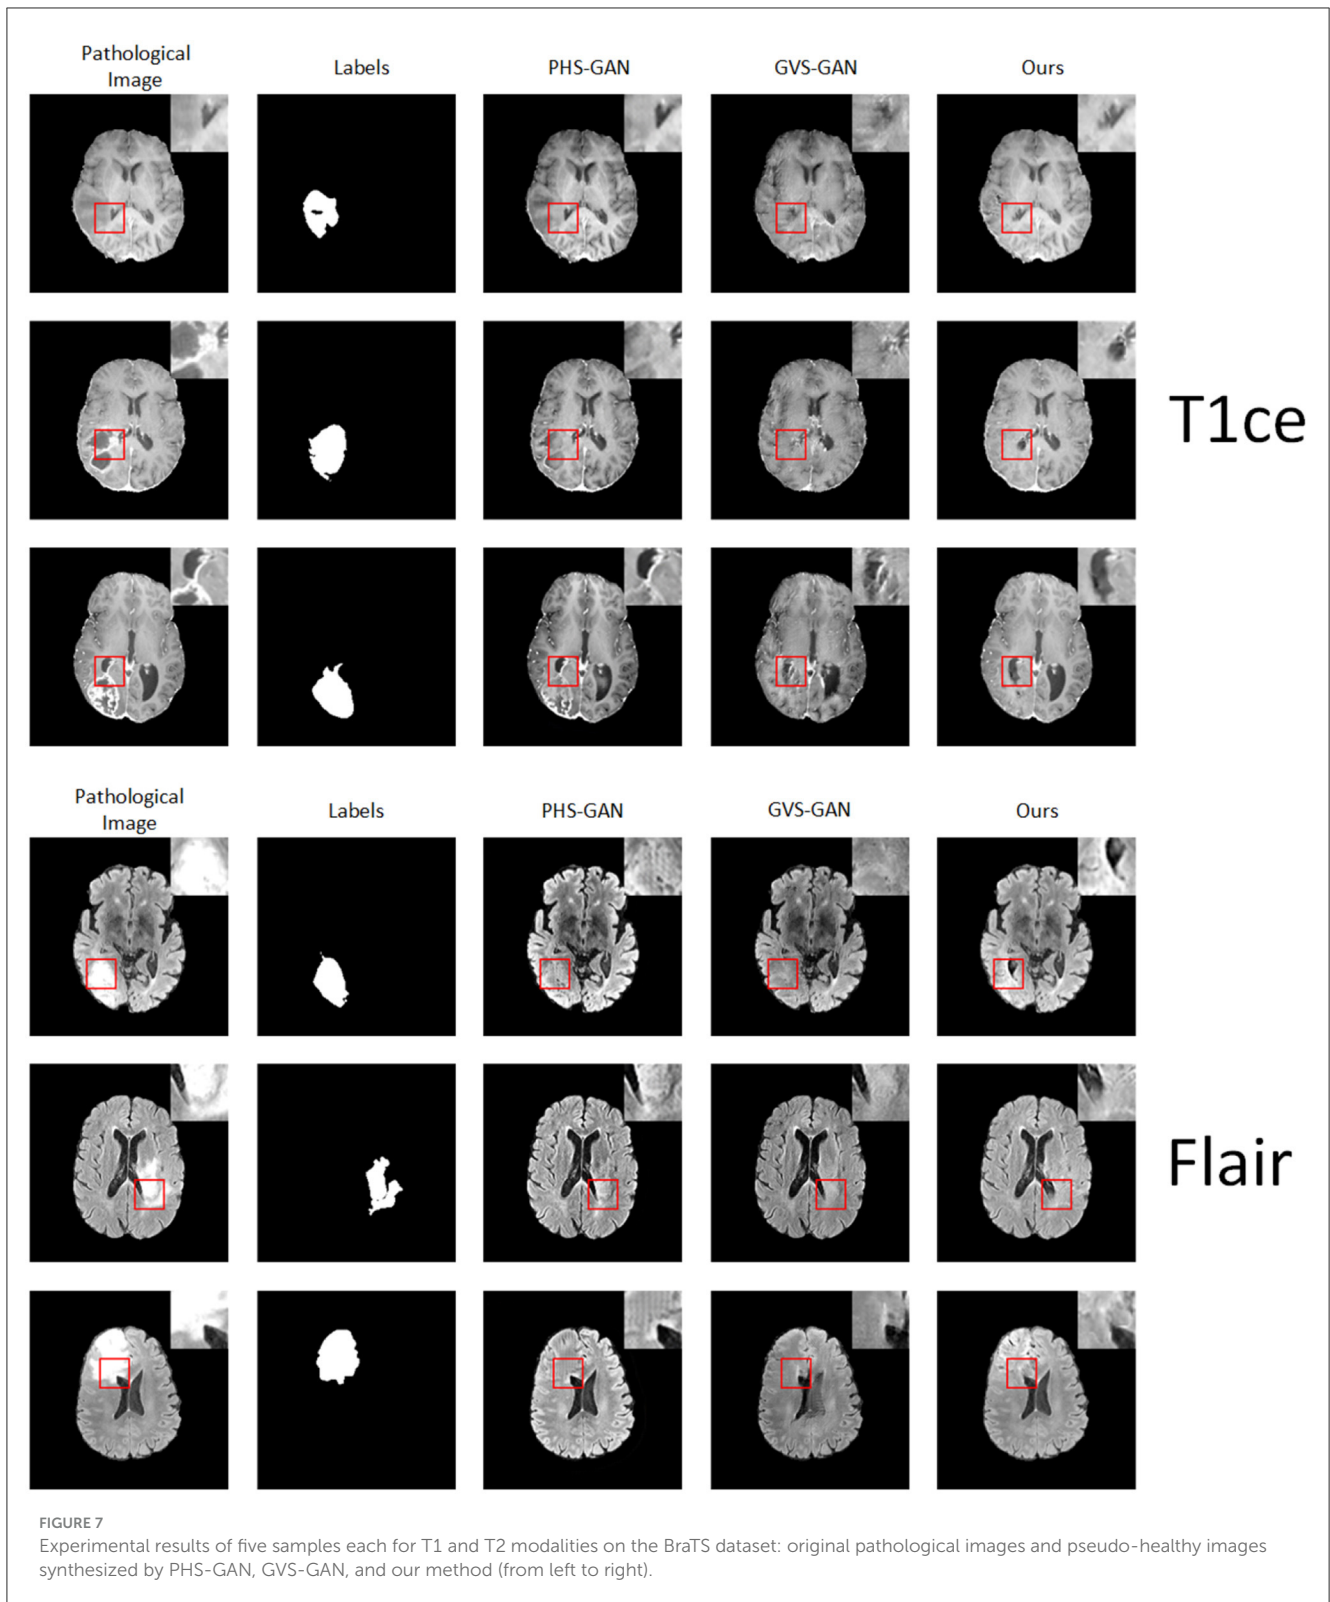 Pathological
Image
Labels
PHS-GAN
GVS-GAN
Ours
T1ce
Pathological
Image
Labels
PHS-GAN
GVS-GAN
Ours
Flair
FIGURE 7
Experimental results of five samples each for T1 and T2 modalities on the BraTS dataset: original pathological images and pseudo-healthy images
synthesized by PHS-GAN, GVS-GAN, and our method (from left to right).